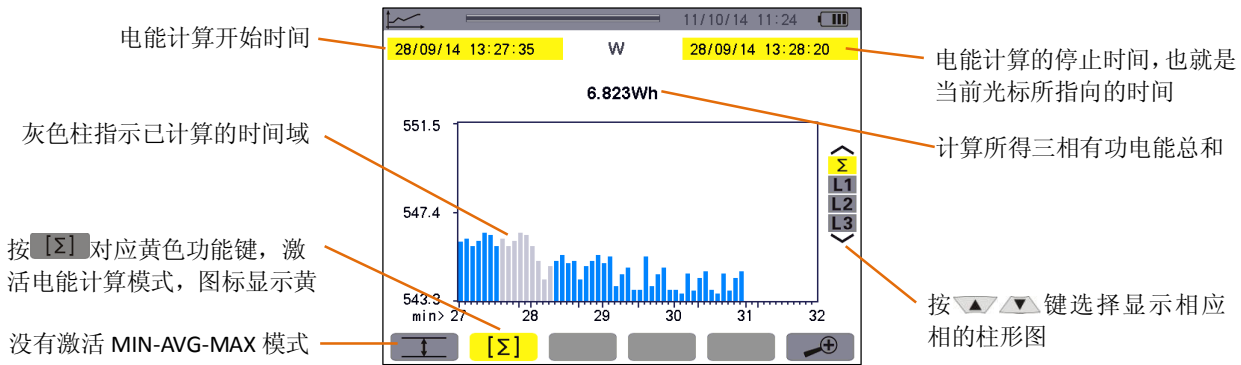 11/10/14 11:24
电能计算开始时间
28/09/14 13:27:35
W
28/09/14 13:28:20
电能计算的停止时间，也就是
当前光标所指向的时间
6.823Wh
灰色柱指示已计算的时间域
计算所得三相有功电能总和
551.5
547.4
543.3
Σ
L1
L2
L3
按 [Σ] 对应黄色功能键，激
活电能计算模式，图标显示黄
min> 27 28 29 30 31 32
按 ▲ ▼ 键选择显示相应
相的柱形图
没有激活 MIN-AVG-MAX 模式
[Σ]